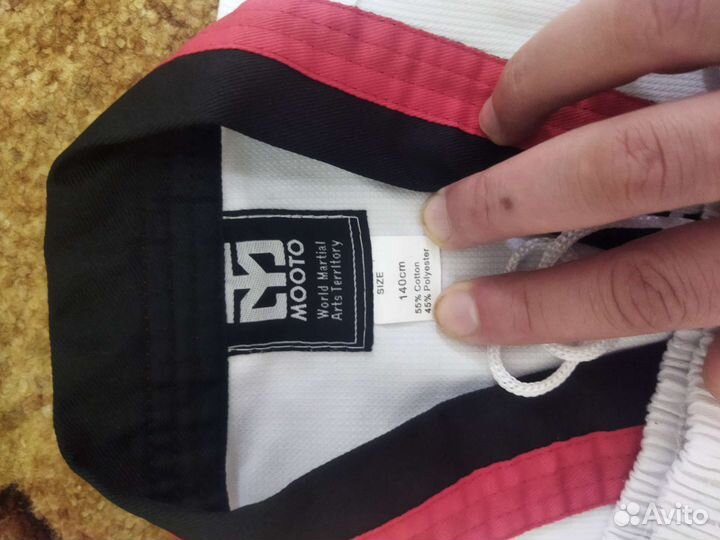 MOOTO
World Martial
Arts Territory
SIZE
140cm
55% Cotton
45% Polyester
Avito